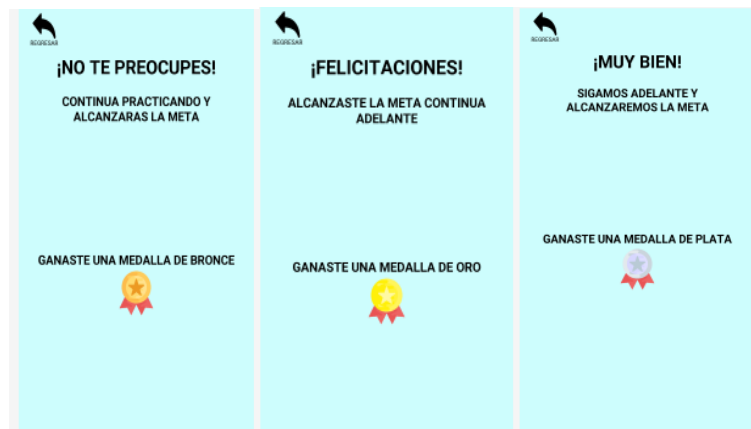 REGRESAR
¡NO TE PREOCUPES!
CONTINUA PRACTICANDO Y
ALCANZARAS LA META
GANASTE UNA MEDALLA DE BRONCE
REGRESAR
¡FELICITACIONES!
ALCANZASTE LA META CONTINUA
ADELANTE
GANASTE UNA MEDALLA DE ORO
REGRESAR
¡MUY BIEN!
SIGAMOS ADELANTE Y
ALCANZAREMOS LA META
GANASTE UNA MEDALLA DE PLATA